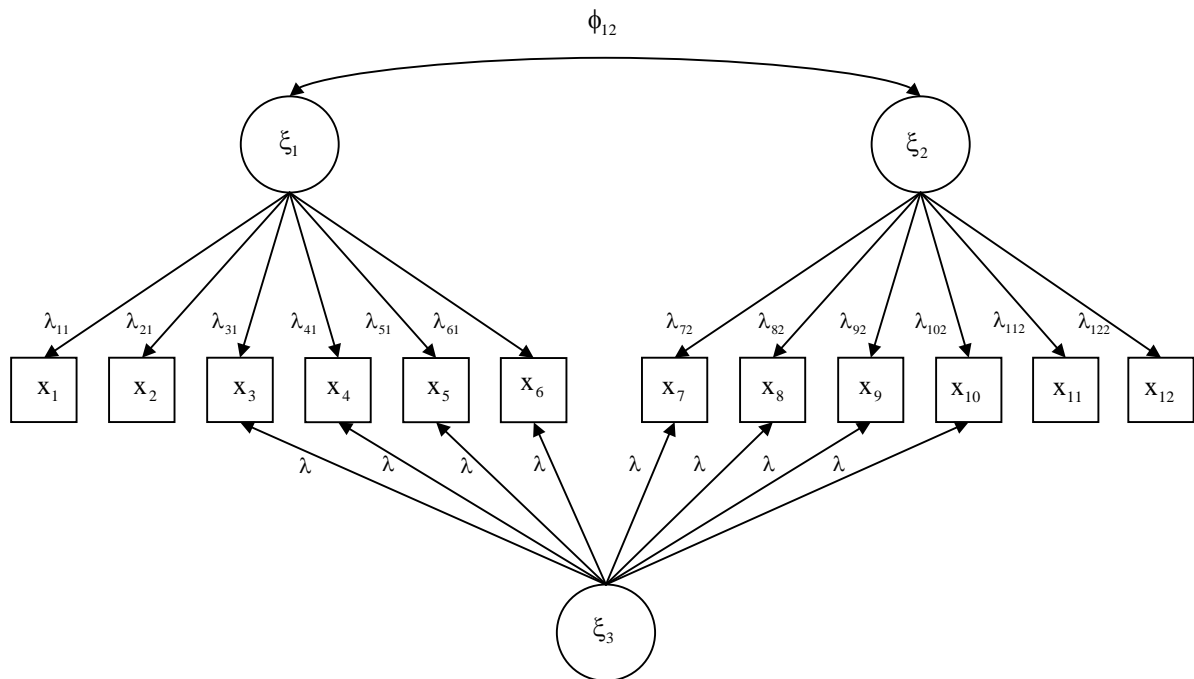 ϕ₁₂
ξ₁ ξ₂
λ₁₁ λ₂₁ λ₃₁ λ₄₁ λ₅₁ λ₆₁ λ₇₂ λ₈₂ λ₉₂ λ₁₀₂ λ₁₁₂ λ₁₂₂
x₁ x₂ x₃ x₄ x₅ x₆ x₇ x₈ x₉ x₁₀ x₁₁ x₁₂
λ λ λ λ λ λ λ λ
ξ₃